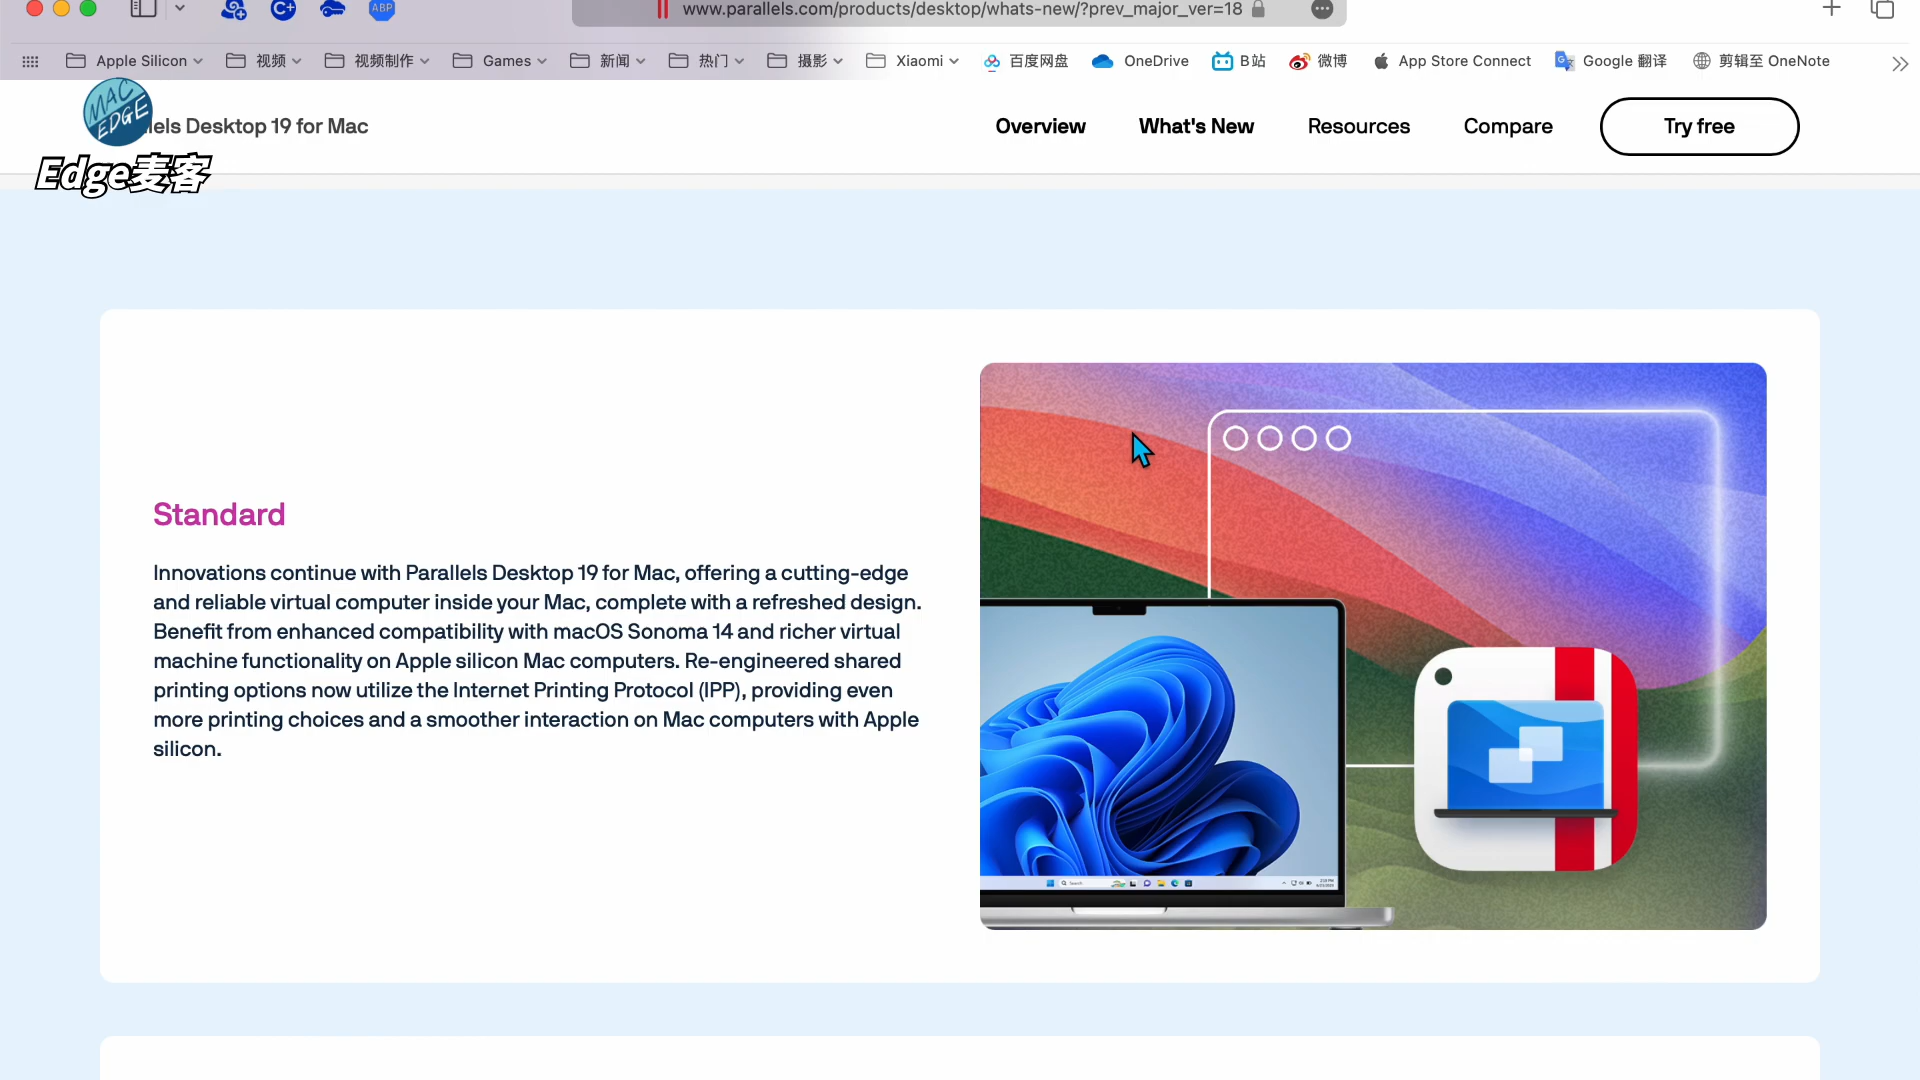 ABP
www.parallels.com/products/desktop/whats-new/?prev_major_ver=18
Apple Silicon 视频 视频制作 Games 新闻 热门 摄影 Xiaomi 百度网盘 OneDrive B站 微博 App Store Connect Google 翻译 剪辑至 OneNote
MAC EDGE
lels Desktop 19 for Mac
Overview What's New Resources Compare Try free
Edge麦客
Standard
Innovations continue with Parallels Desktop 19 for Mac, offering a cutting-edge
and reliable virtual computer inside your Mac, complete with a refreshed design.
Benefit from enhanced compatibility with macOS Sonoma 14 and richer virtual
machine functionality on Apple silicon Mac computers. Re-engineered shared
printing options now utilize the Internet Printing Protocol (IPP), providing even
more printing choices and a smoother interaction on Mac computers with Apple
silicon.
Search